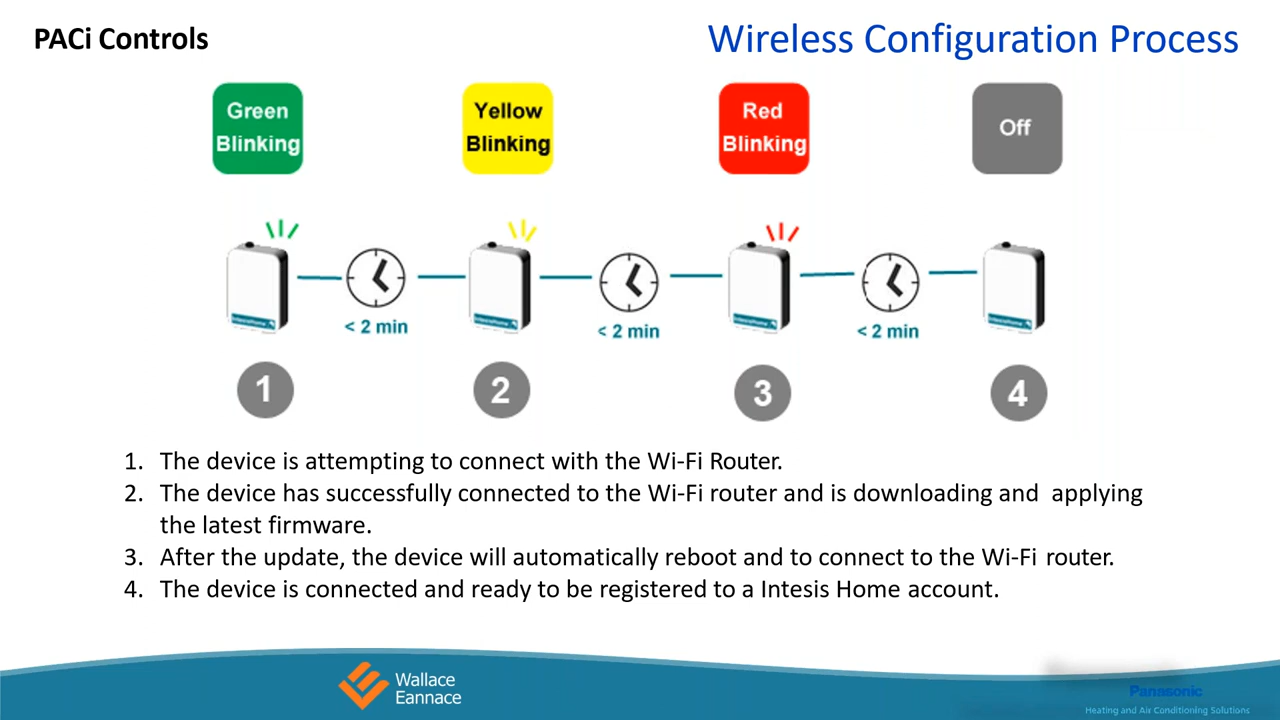 PACi Controls
Wireless Configuration Process
Green
Blinking
Yellow
Blinking
Red
Blinking
Off
< 2 min
< 2 min
< 2 min
1
2
3
4
1. The device is attempting to connect with the Wi-Fi Router.
2. The device has successfully connected to the Wi-Fi router and is downloading and applying
the latest firmware.
3. After the update, the device will automatically reboot and to connect to the Wi-Fi router.
4. The device is connected and ready to be registered to a Intesis Home account.
Wallace
Eannace
Panasonic
Heating and Air Conditioning Solutions